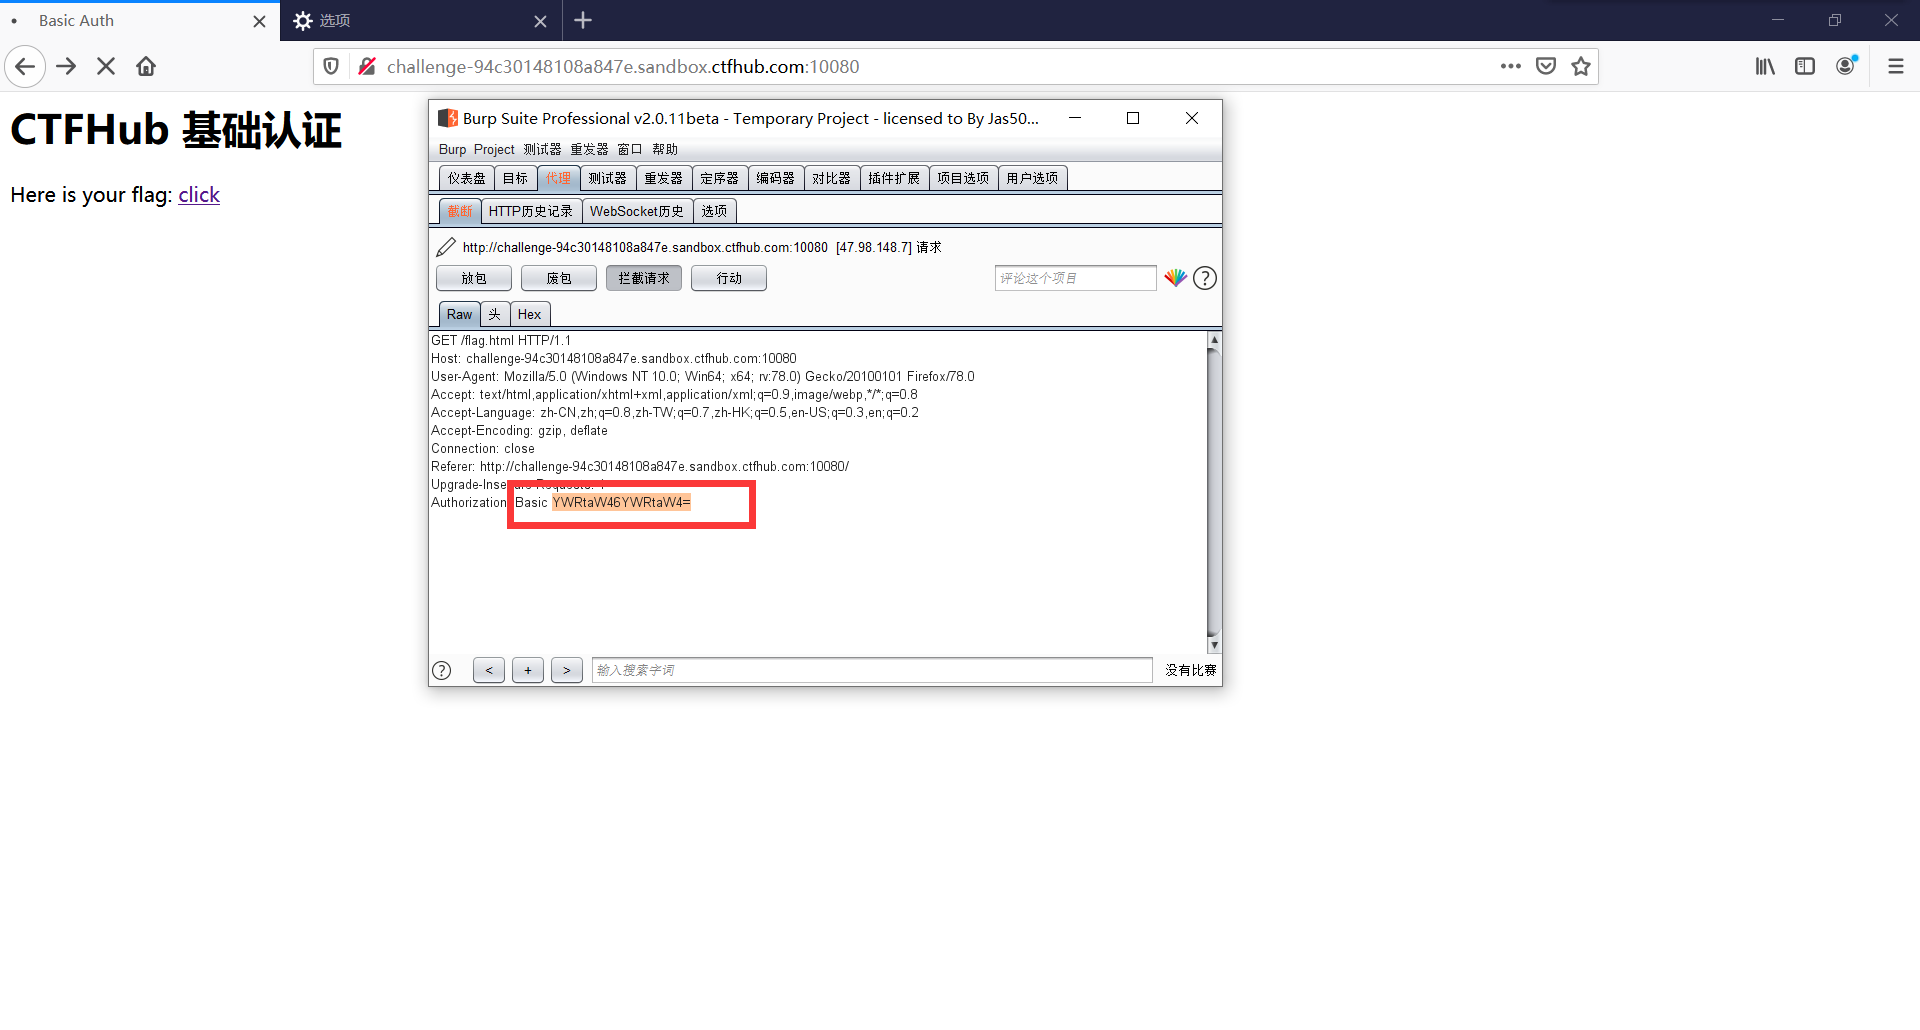 Basic Auth
选项
challenge-94c30148108a847e.sandbox.ctfhub.com:10080
CTFHub 基础认证
Here is your flag: click
Burp Suite Professional v2.0.11beta - Temporary Project - licensed to By Jas50...
Burp Project 测试器 重发器 窗口 帮助
仪表盘 目标 代理 测试器 重发器 定序器 编码器 对比器 插件扩展 项目选项 用户选项
截断 HTTP历史记录 WebSocket历史 选项
http://challenge-94c30148108a847e.sandbox.ctfhub.com:10080 [47.98.148.7] 请求
放包 废包 拦截请求 行动 评论这个项目 ?
Raw 头 Hex
GET /flag.html HTTP/1.1
Host: challenge-94c30148108a847e.sandbox.ctfhub.com:10080
User-Agent: Mozilla/5.0 (Windows NT 10.0; Win64; x64; rv:78.0) Gecko/20100101 Firefox/78.0
Accept: text/html,application/xhtml+xml,application/xml;q=0.9,image/webp,*/*;q=0.8
Accept-Language: zh-CN,zh;q=0.8,zh-TW;q=0.7,zh-HK;q=0.5,en-US;q=0.3,en;q=0.2
Accept-Encoding: gzip, deflate
Connection: close
Referer: http://challenge-94c30148108a847e.sandbox.ctfhub.com:10080/
Upgrade-Insecure-Requests: 1
Authorization: Basic YWRtaW46YWRtaW4=
? < + > 输入搜索字词 没有比赛